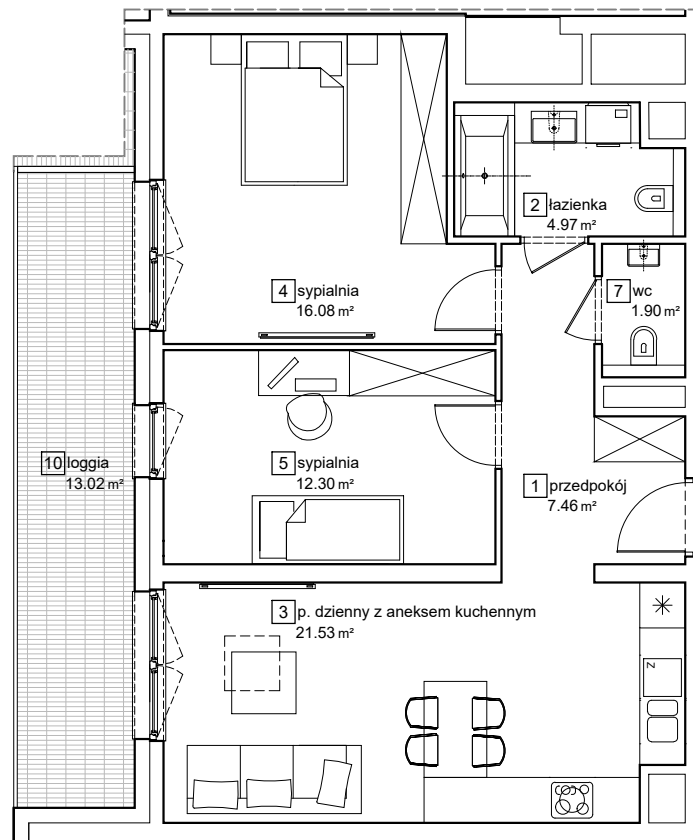 2 łazienka
4.97 m²
4 sypialnia
16.08 m²
7 wc
1.90 m²
10 loggia
13.02 m²
5 sypialnia
12.30 m²
1 przedpokój
7.46 m²
3 p. dzienny z aneksem kuchennym
21.53 m²
Z